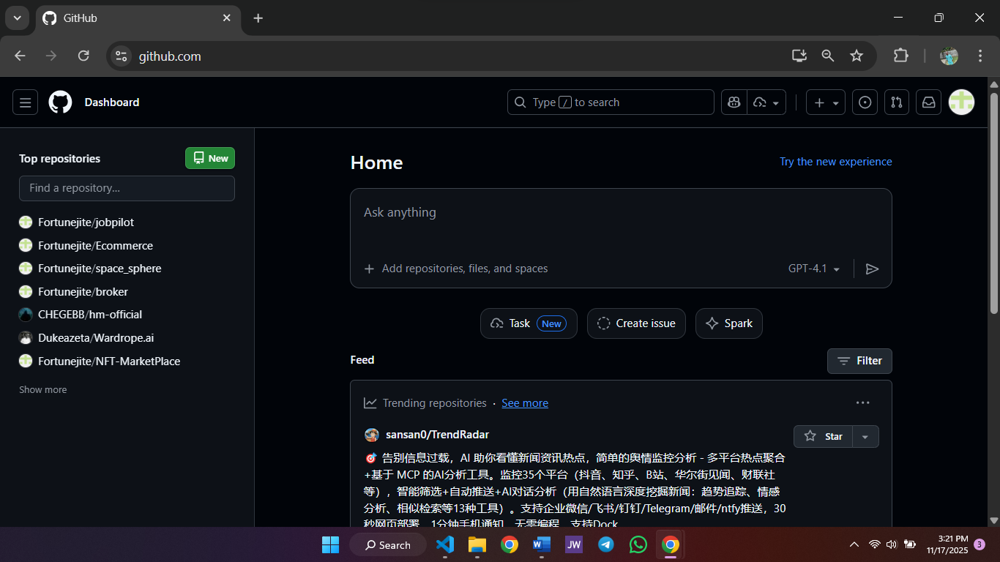 GitHub
github.com
Dashboard
Type / to search
Top repositories
New
Find a repository...
Fortunejite/jobpilot
Fortunejite/Ecommerce
Fortunejite/space_sphere
Fortunejite/broker
CHEGEBB/hm-official
Dukeazeta/Wardrope.ai
Fortunejite/NFT-MarketPlace
Show more
Home
Try the new experience
Ask anything
Add repositories, files, and spaces
GPT-4.1
Task New
Create issue
Spark
Feed
Filter
Trending repositories · See more
sansan0/TrendRadar
Star
🎯 告别信息过载，AI 助你看懂新闻资讯热点，简单的舆情监控分析 - 多平台热点聚合
+基于 MCP 的AI分析工具。监控35个平台（抖音、知乎、B站、华尔街见闻、财联社
等），智能筛选+自动推送+AI对话分析（用自然语言深度挖掘新闻：趋势追踪、情感
分析、相似检索等13种工具）。支持企业微信/飞书/钉钉/Telegram/邮件/ntfy推送，30
秒网页部署，1分钟手机通知，无需编程。支持Dock
Search
JW
3:21 PM
11/17/2025
3